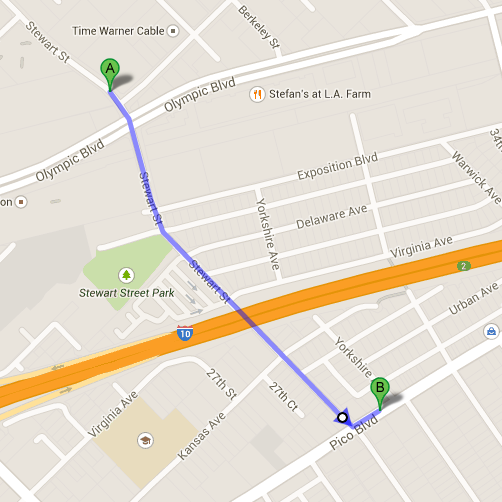 Stewart St
Time Warner Cable
Berkeley St
A
Olympic Blvd
Stefan's at L.A. Farm
Olympic Blvd
Exposition Blvd
34th
Warwick Ave
on
Stewart St
Yorkshire Ave
Delaware Ave
Virginia Ave
2
Stewart Street Park
Stewart St
Urban Ave
10
Yorkshire
Virginia Ave
27th St
27th Ct
B
Kansas Ave
Pico Blvd